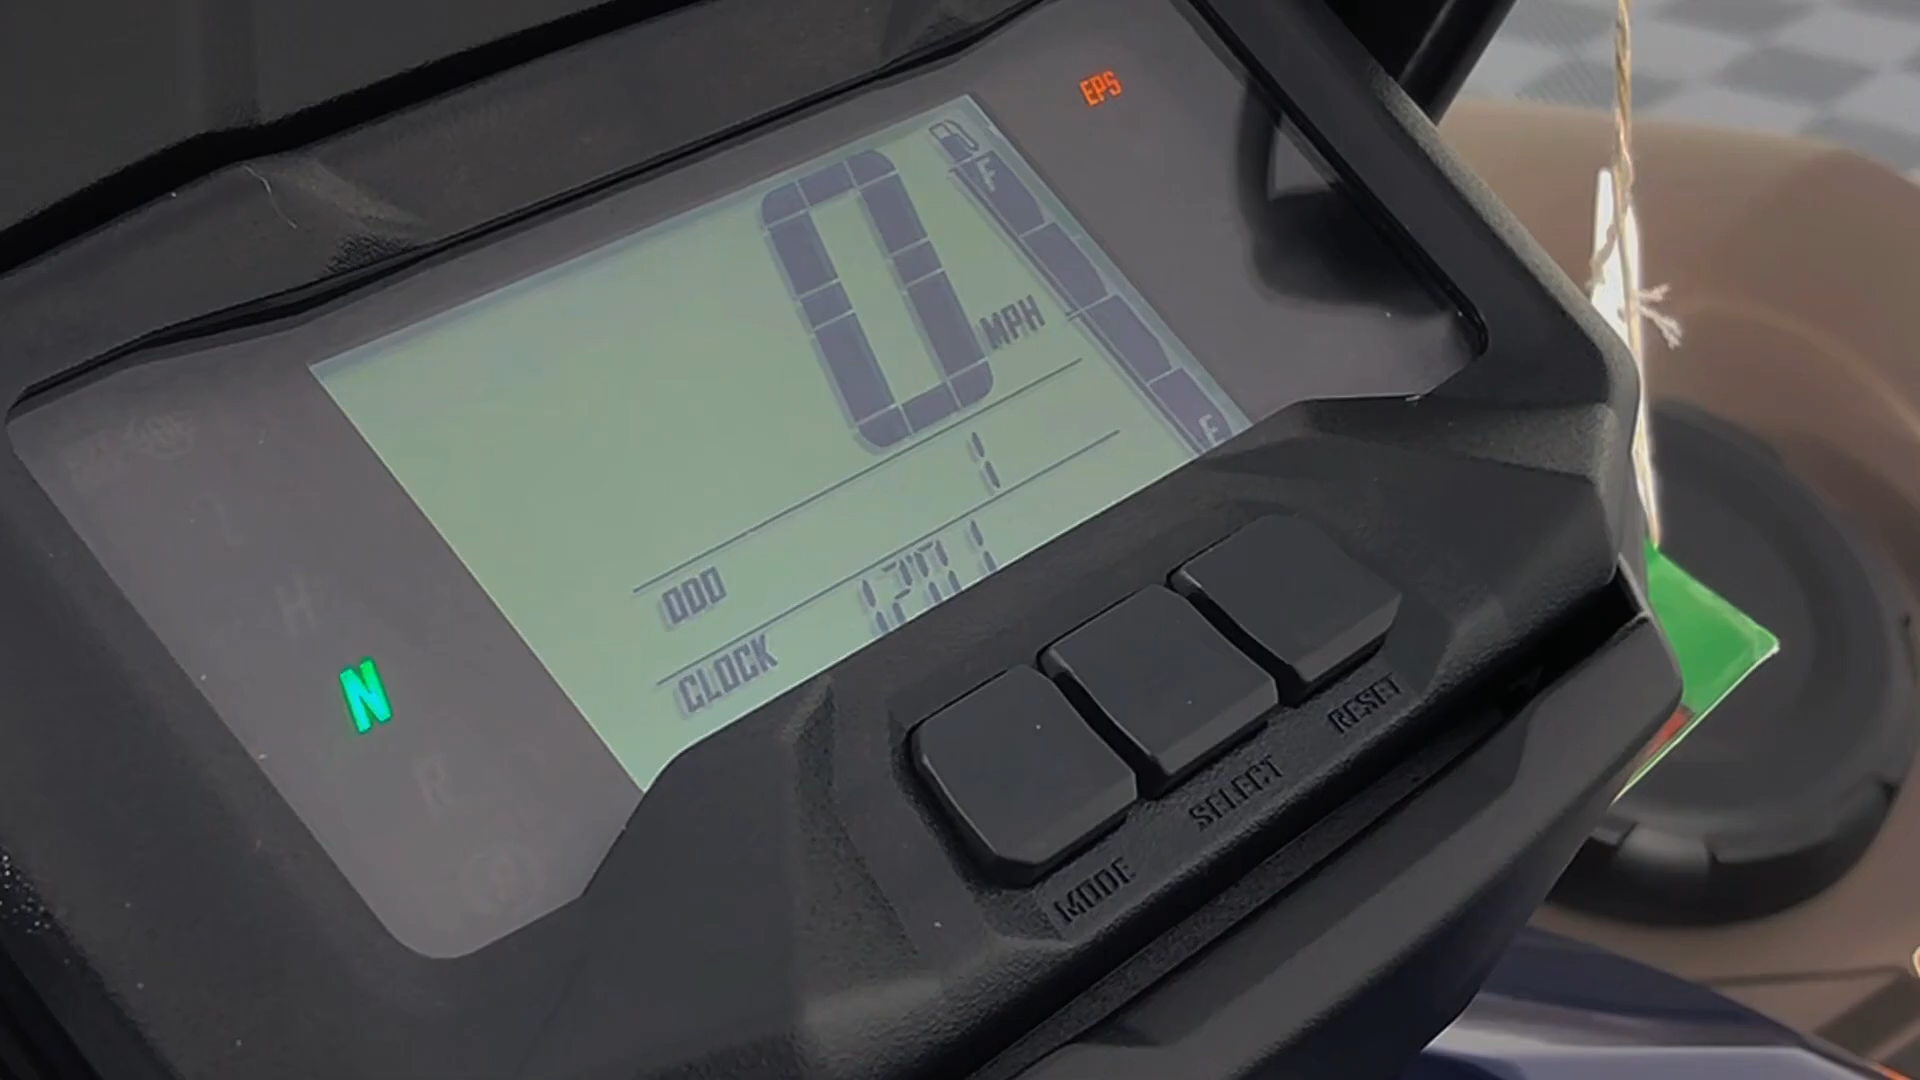 EPS
F
0 MPH
E
ODO 1
CLOCK
H
N
R
MODE SELECT RESET